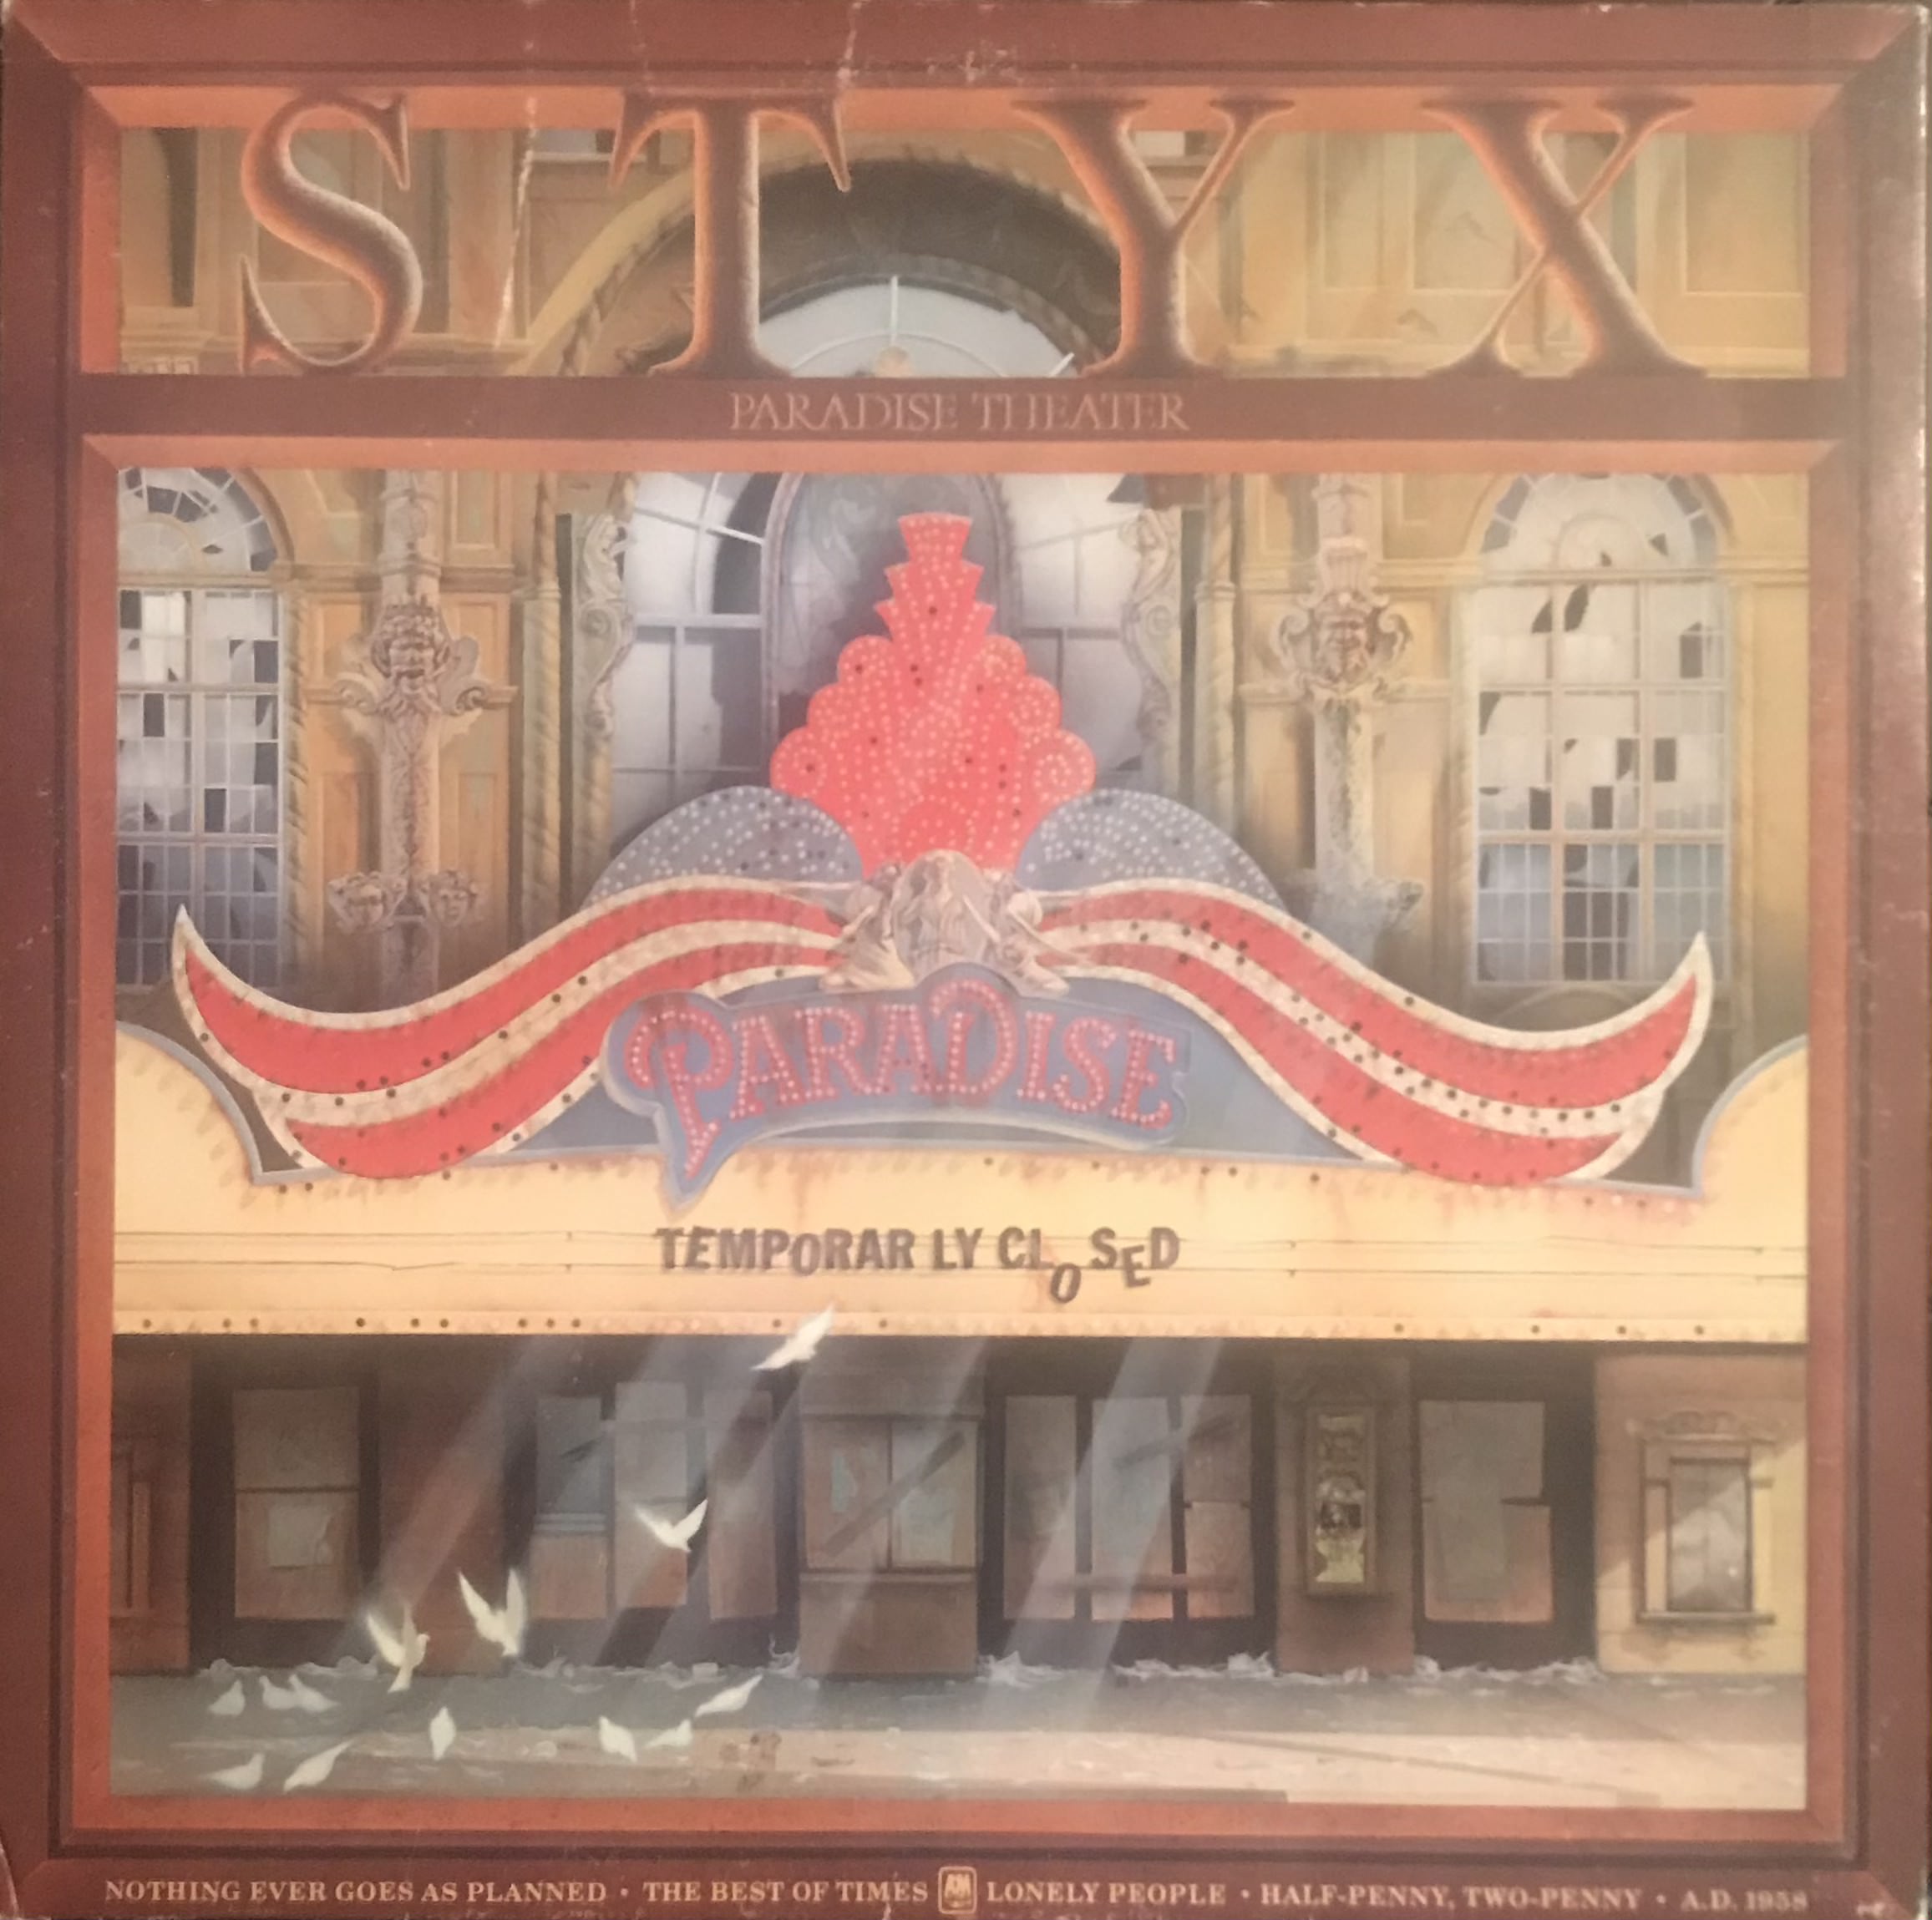 STYX
PARADISE THEATER
PARADISE
TEMPORAR LY CLOSED
NOTHING EVER GOES AS PLANNED • THE BEST OF TIMES A&M LONELY PEOPLE • HALF-PENNY, TWO-PENNY • A.D. 1958